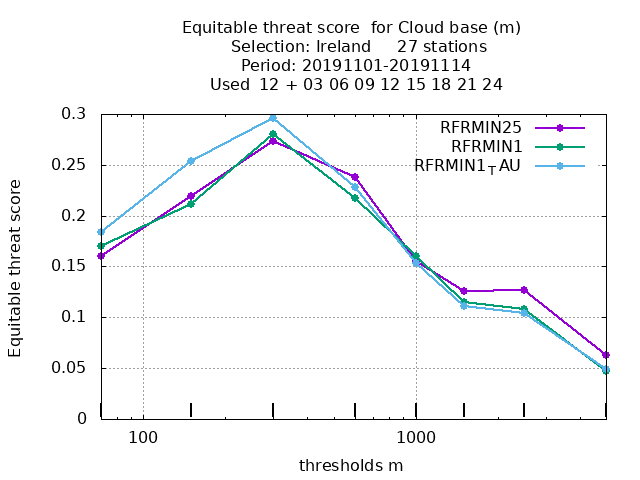 Equitable threat score  for Cloud base (m)
Selection: Ireland     27 stations
Period: 20191101-20191114
Used  12 + 03 06 09 12 15 18 21 24
RFRMIN25
RFRMIN1
RFRMIN1TAU
Equitable threat score
0.3
0.25
0.2
0.15
0.1
0.05
0
100
1000
thresholds m